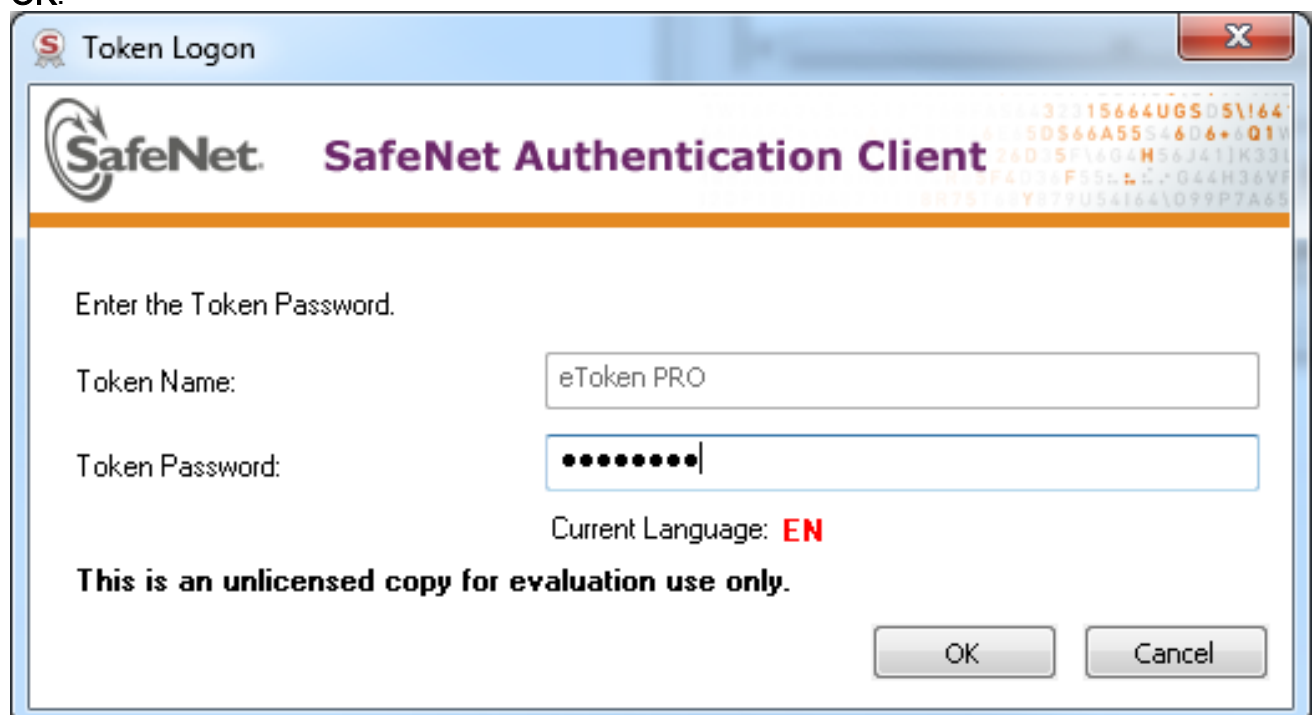 OK.
Token Logon
SafeNet. SafeNet Authentication Client
Enter the Token Password.
Token Name: eToken PRO
Token Password: ●●●●●●●●
Current Language: EN
This is an unlicensed copy for evaluation use only.
OK Cancel